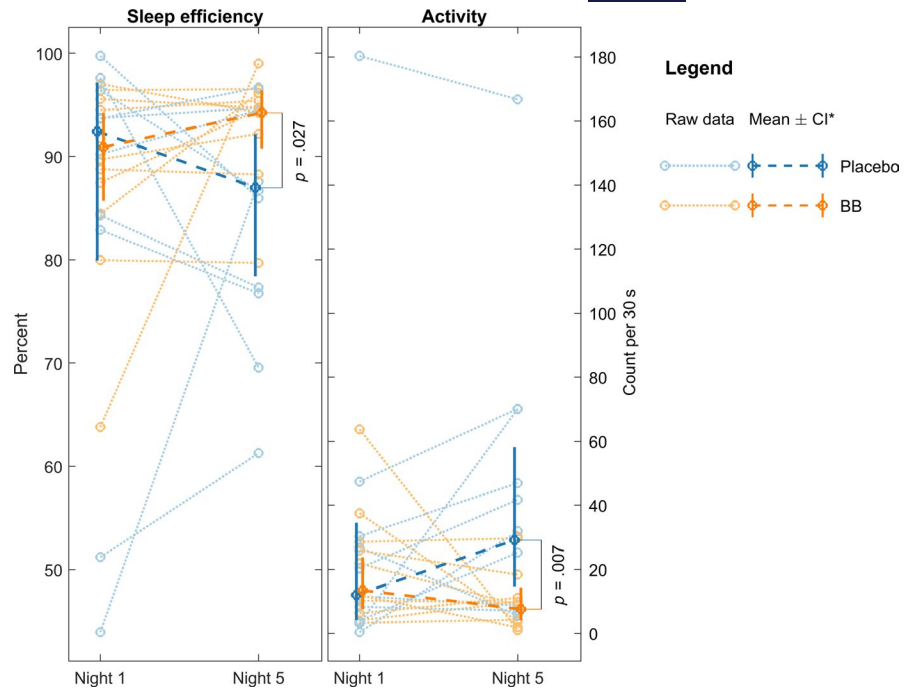 Sleep efficiency
Activity
100
90
80
70
60
50
Percent
p = .027
Night 1
Night 5
180
160
140
120
100
80
60
40
20
0
Count per 30 s
p = .007
Night 1
Night 5
Legend
Raw data Mean ± CI*
Placebo
BB